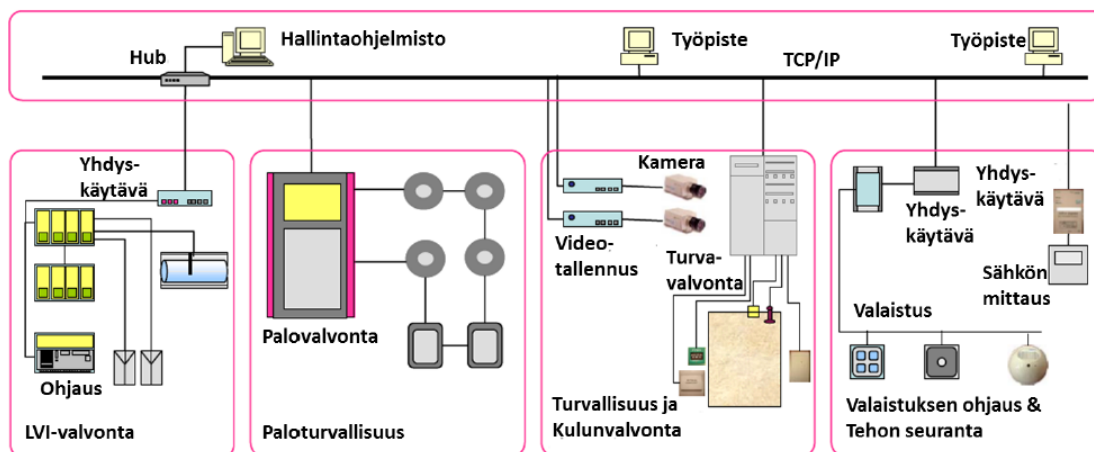 Hub
Hallintaohjelmisto
Työpiste
Työpiste
TCP/IP
Yhdys-
käytävä
Ohjaus
LVI-valvonta
Palovalvonta
Paloturvallisuus
Kamera
Video-
tallennus
Turva-
valvonta
Turvallisuus ja
Kulunvalvonta
Yhdys-
käytävä
Yhdys-
käytävä
Sähkön
mittaus
Valaistus
Valaistuksen ohjaus &
Tehon seuranta